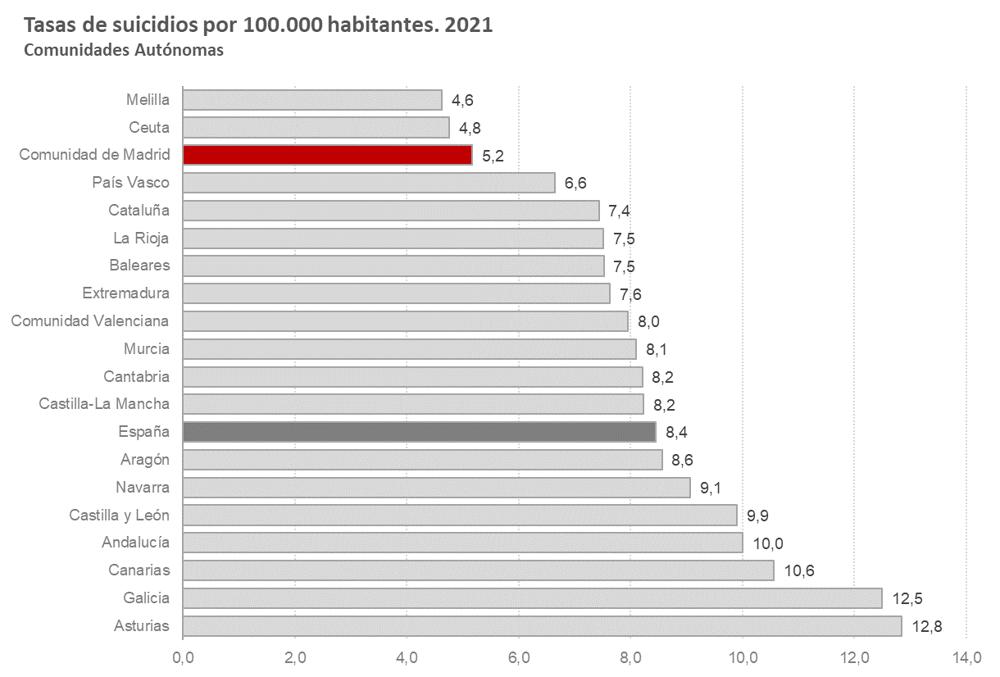 Tasas de suicidios por 100.000 habitantes. 2021
Comunidades Autónomas
Melilla 4,6
Ceuta 4,8
Comunidad de Madrid 5,2
País Vasco 6,6
Cataluña 7,4
La Rioja 7,5
Baleares 7,5
Extremadura 7,6
Comunidad Valenciana 8,0
Murcia 8,1
Cantabria 8,2
Castilla-La Mancha 8,2
España 8,4
Aragón 8,6
Navarra 9,1
Castilla y León 9,9
Andalucía 10,0
Canarias 10,6
Galicia 12,5
Asturias 12,8
0,0 2,0 4,0 6,0 8,0 10,0 12,0 14,0